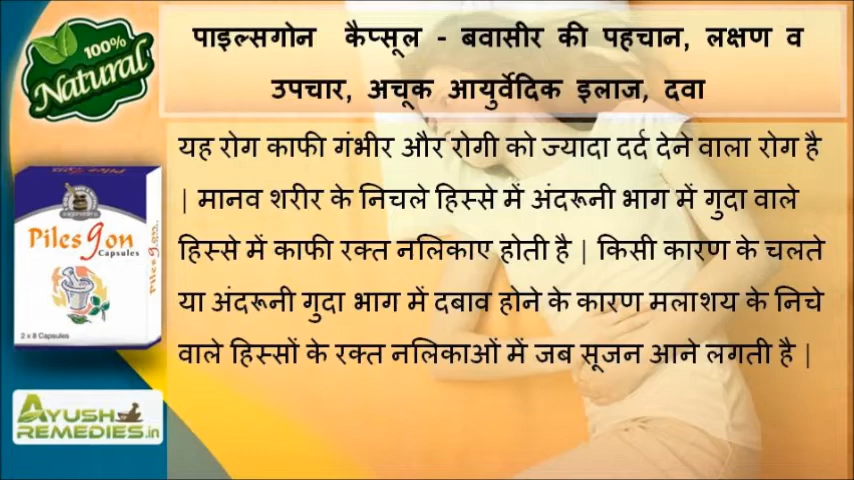 पाइल्सगोन कैप्सूल - बवासीर की पहचान, लक्षण व
उपचार, अचूक आयुर्वेदिक इलाज, दवा
100%
Natural
यह रोग काफी गंभीर और रोगी को ज्यादा दर्द देने वाला रोग है
| मानव शरीर के निचले हिस्से में अंदरूनी भाग में गुदा वाले
हिस्से में काफी रक्त नलिकाए होती है | किसी कारण के चलते
या अंदरूनी गुदा भाग में दबाव होने के कारण मलाशय के निचे
वाले हिस्सों के रक्त नलिकाओं में जब सूजन आने लगती है |
Piles gon
Capsules
Piles gon
2 x 8 Capsules
AYUSH
REMEDIES.in